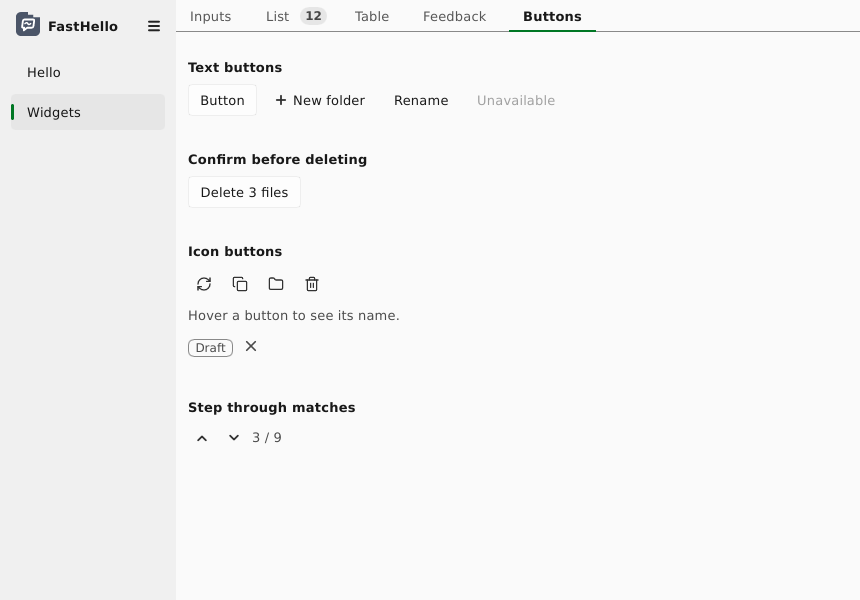 FastHello
Hello
Widgets
Inputs List 12 Table Feedback Buttons
Text buttons
Button New folder Rename Unavailable
Confirm before deleting
Delete 3 files
Icon buttons
Hover a button to see its name.
Draft
Step through matches
3 / 9